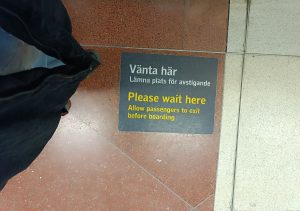 Vänta här
Lämna plats för avstigande
Please wait here
Allow passengers to exit
before boarding